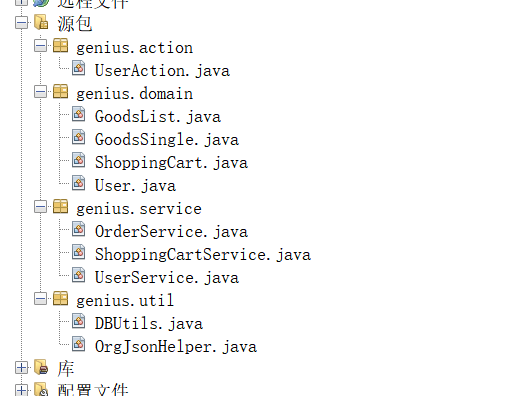 远程文件
源包
genius.action
UserAction.java
genius.domain
GoodsList.java
GoodsSingle.java
ShoppingCart.java
User.java
genius.service
OrderService.java
ShoppingCartService.java
UserService.java
genius.util
DBUtils.java
OrgJsonHelper.java
库
配置文件